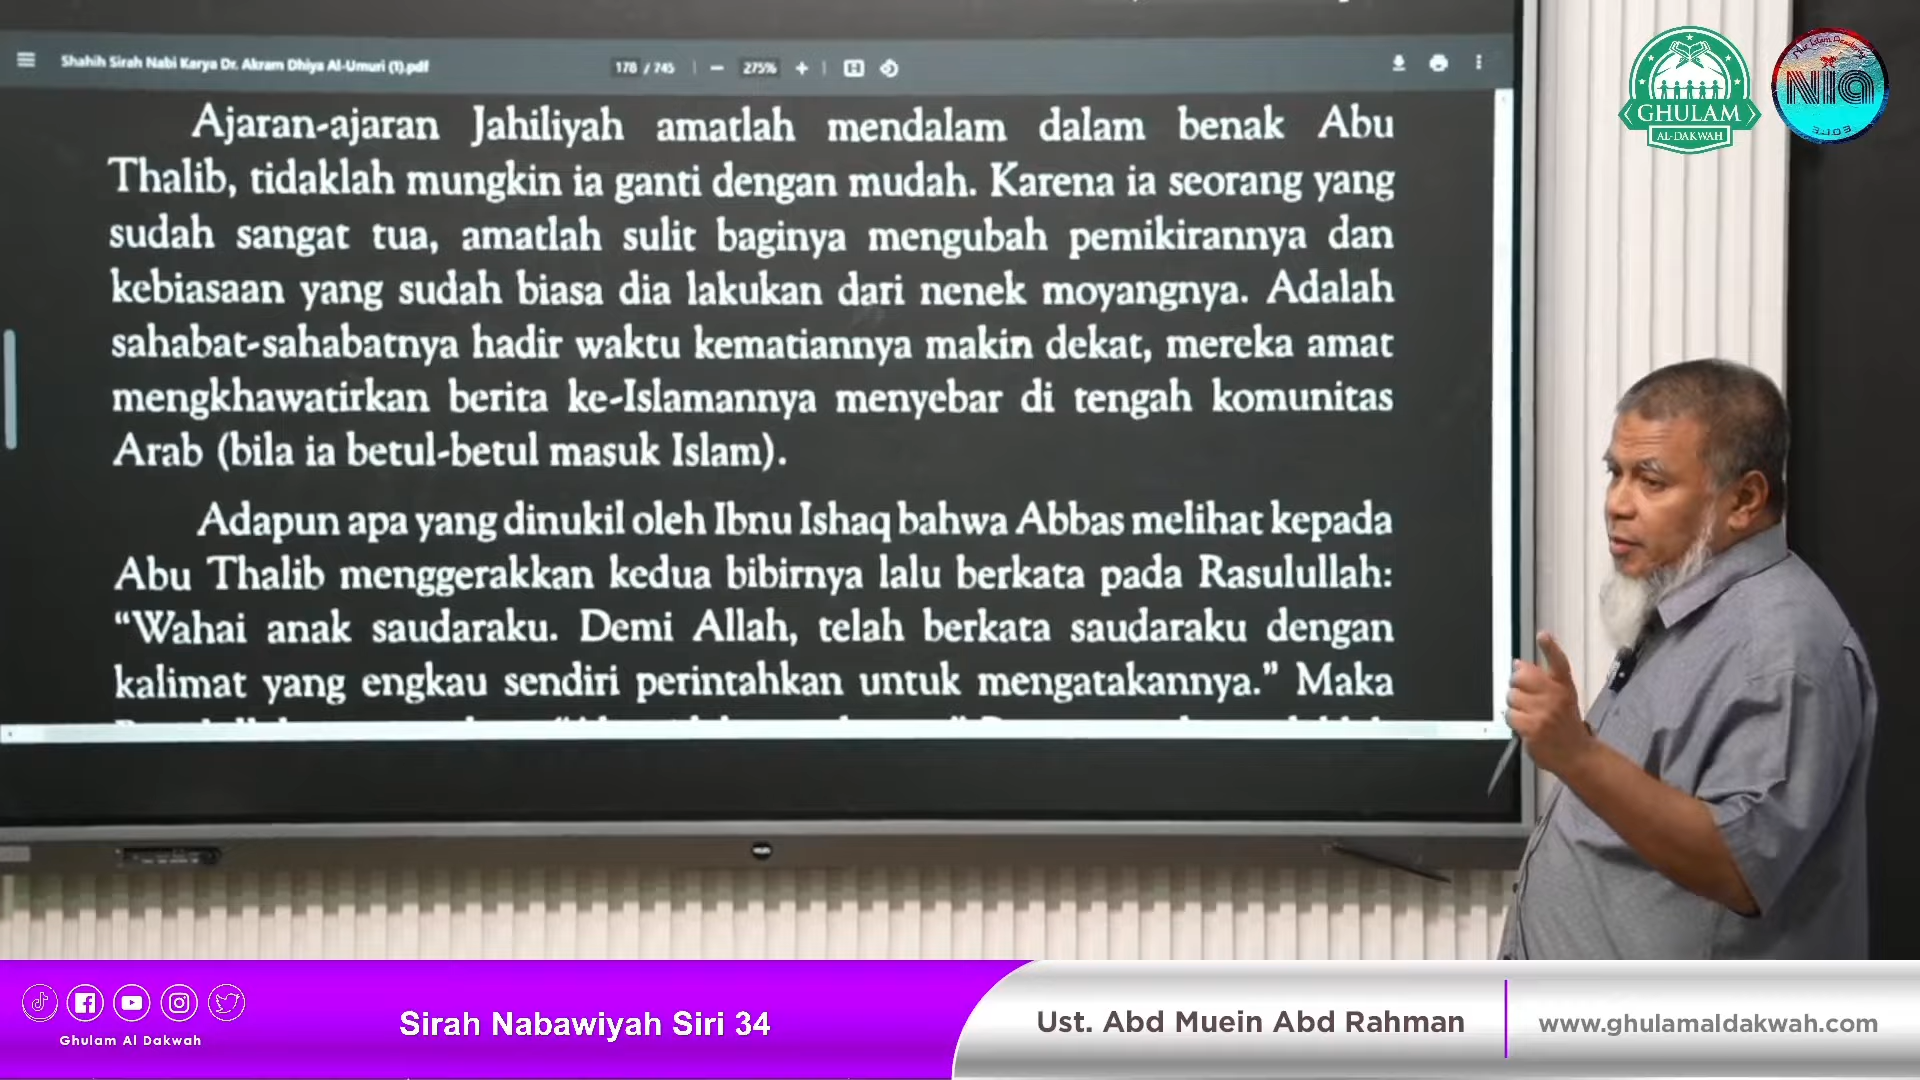 Shahih Sirah Nabi Karya Dr. Akram Dhiya Al-Umuri (1).pdf
178 / 745
275%
Ajaran-ajaran Jahiliyah amatlah mendalam dalam benak Abu
Thalib, tidaklah mungkin ia ganti dengan mudah. Karena ia seorang yang
sudah sangat tua, amatlah sulit baginya mengubah pemikirannya dan
kebiasaan yang sudah biasa dia lakukan dari nenek moyangnya. Adalah
sahabat-sahabatnya hadir waktu kematiannya makin dekat, mereka amat
mengkhawatirkan berita ke-Islamannya menyebar di tengah komunitas
Arab (bila ia betul-betul masuk Islam).
Adapun apa yang dinukil oleh Ibnu Ishaq bahwa Abbas melihat kepada
Abu Thalib menggerakkan kedua bibirnya lalu berkata pada Rasulullah:
“Wahai anak saudaraku. Demi Allah, telah berkata saudaraku dengan
kalimat yang engkau sendiri perintahkan untuk mengatakannya.” Maka
GHULAM
AL-DAKWAH
Nur Islam Academy
NIA
Ghulam Al Dakwah
Sirah Nabawiyah Siri 34
Ust. Abd Muein Abd Rahman
www.ghulamaldakwah.com